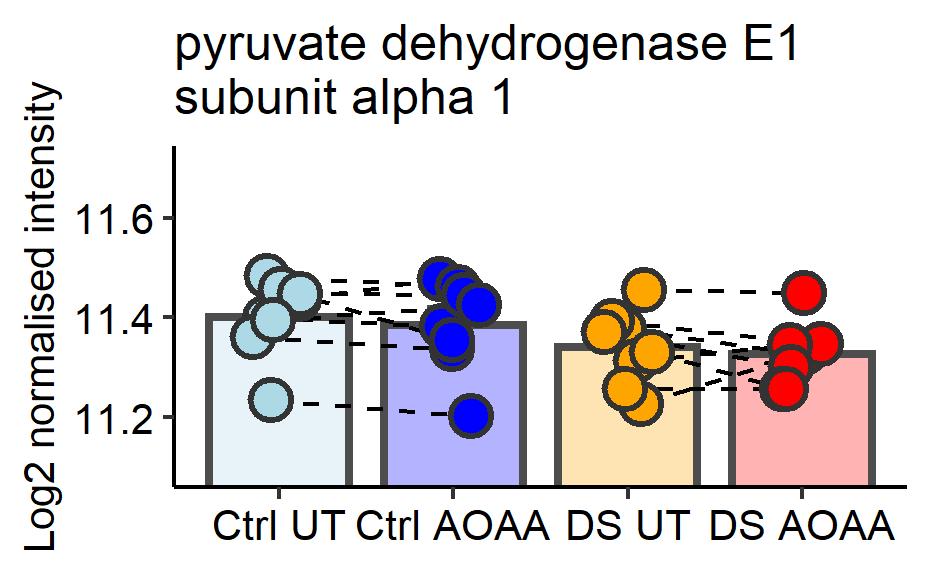 pyruvate dehydrogenase E1
subunit alpha 1
Log2 normalised intensity
11.6
11.4
11.2
Ctrl UT
Ctrl AOAA
DS UT
DS AOAA